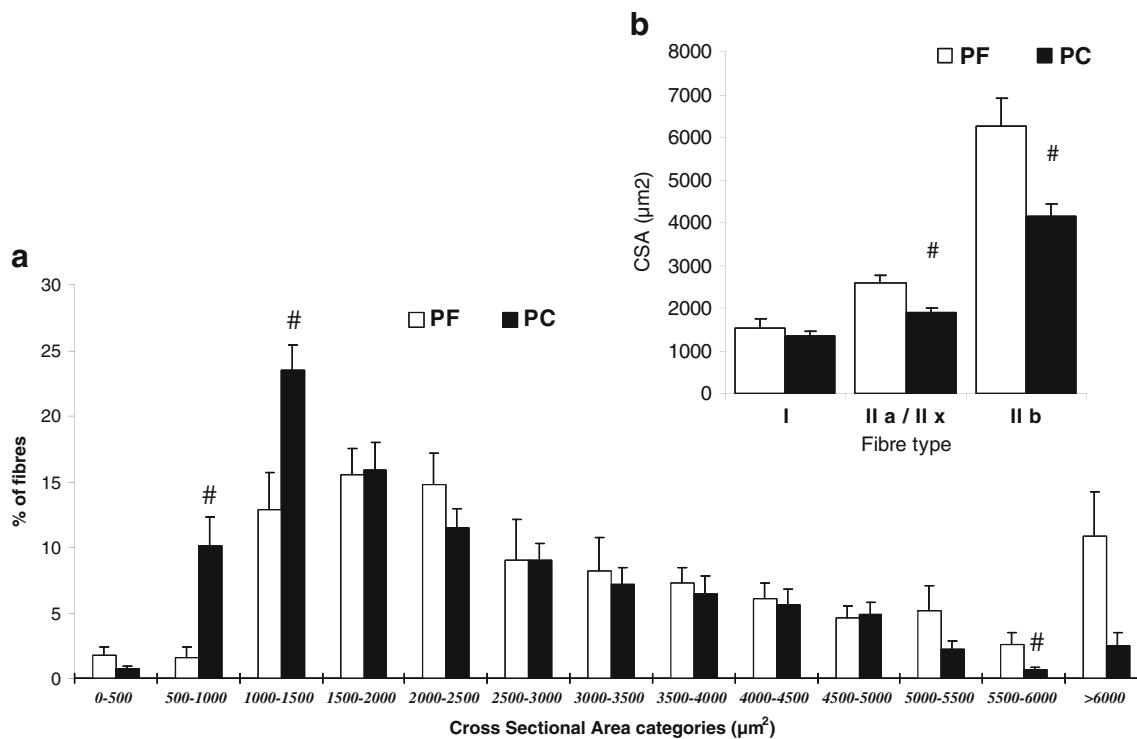 b
8000
PF PC
7000
6000
#
5000
CSA (µm2)
4000
#
3000
2000
1000
0
I II a / II x II b
Fibre type
a
30
PF PC
#
25
20
15
#
% of fibres
10
5
#
0
0-500 500-1000 1000-1500 1500-2000 2000-2500 2500-3000 3000-3500 3500-4000 4000-4500 4500-5000 5000-5500 5500-6000 >6000
Cross Sectional Area categories (µm²)